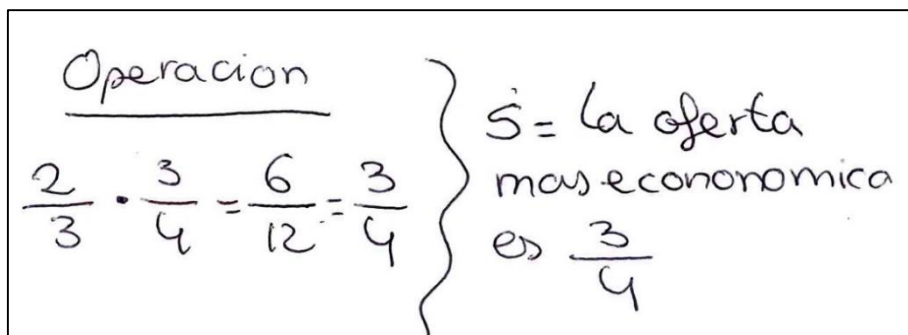 Operacion
2/3 · 3/4 = 6/12 = 3/4
S = la oferta
mas econonomica
es 3/4